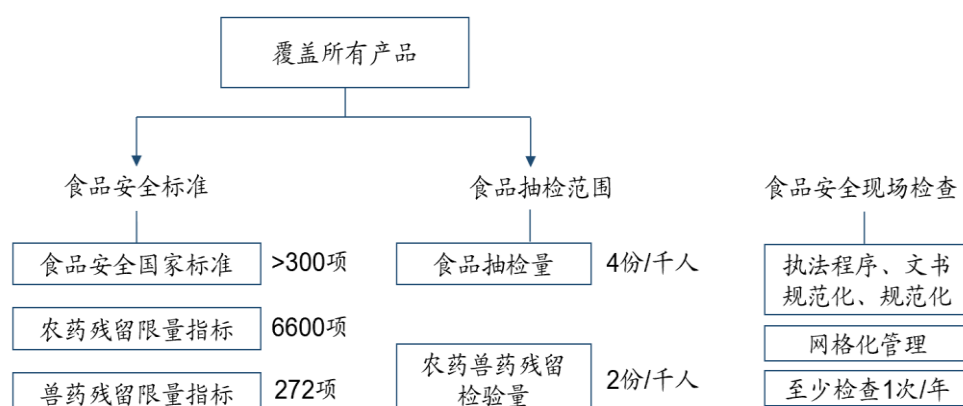 覆盖所有产品
食品安全标准
食品抽检范围
食品安全现场检查
食品安全国家标准
>300项
食品抽检量
4份/千人
执法程序、文书
规范化、规范化
农药残留限量指标
6600项
网格化管理
兽药残留限量指标
272项
农药兽药残留
检验量
2份/千人
至少检查1次/年